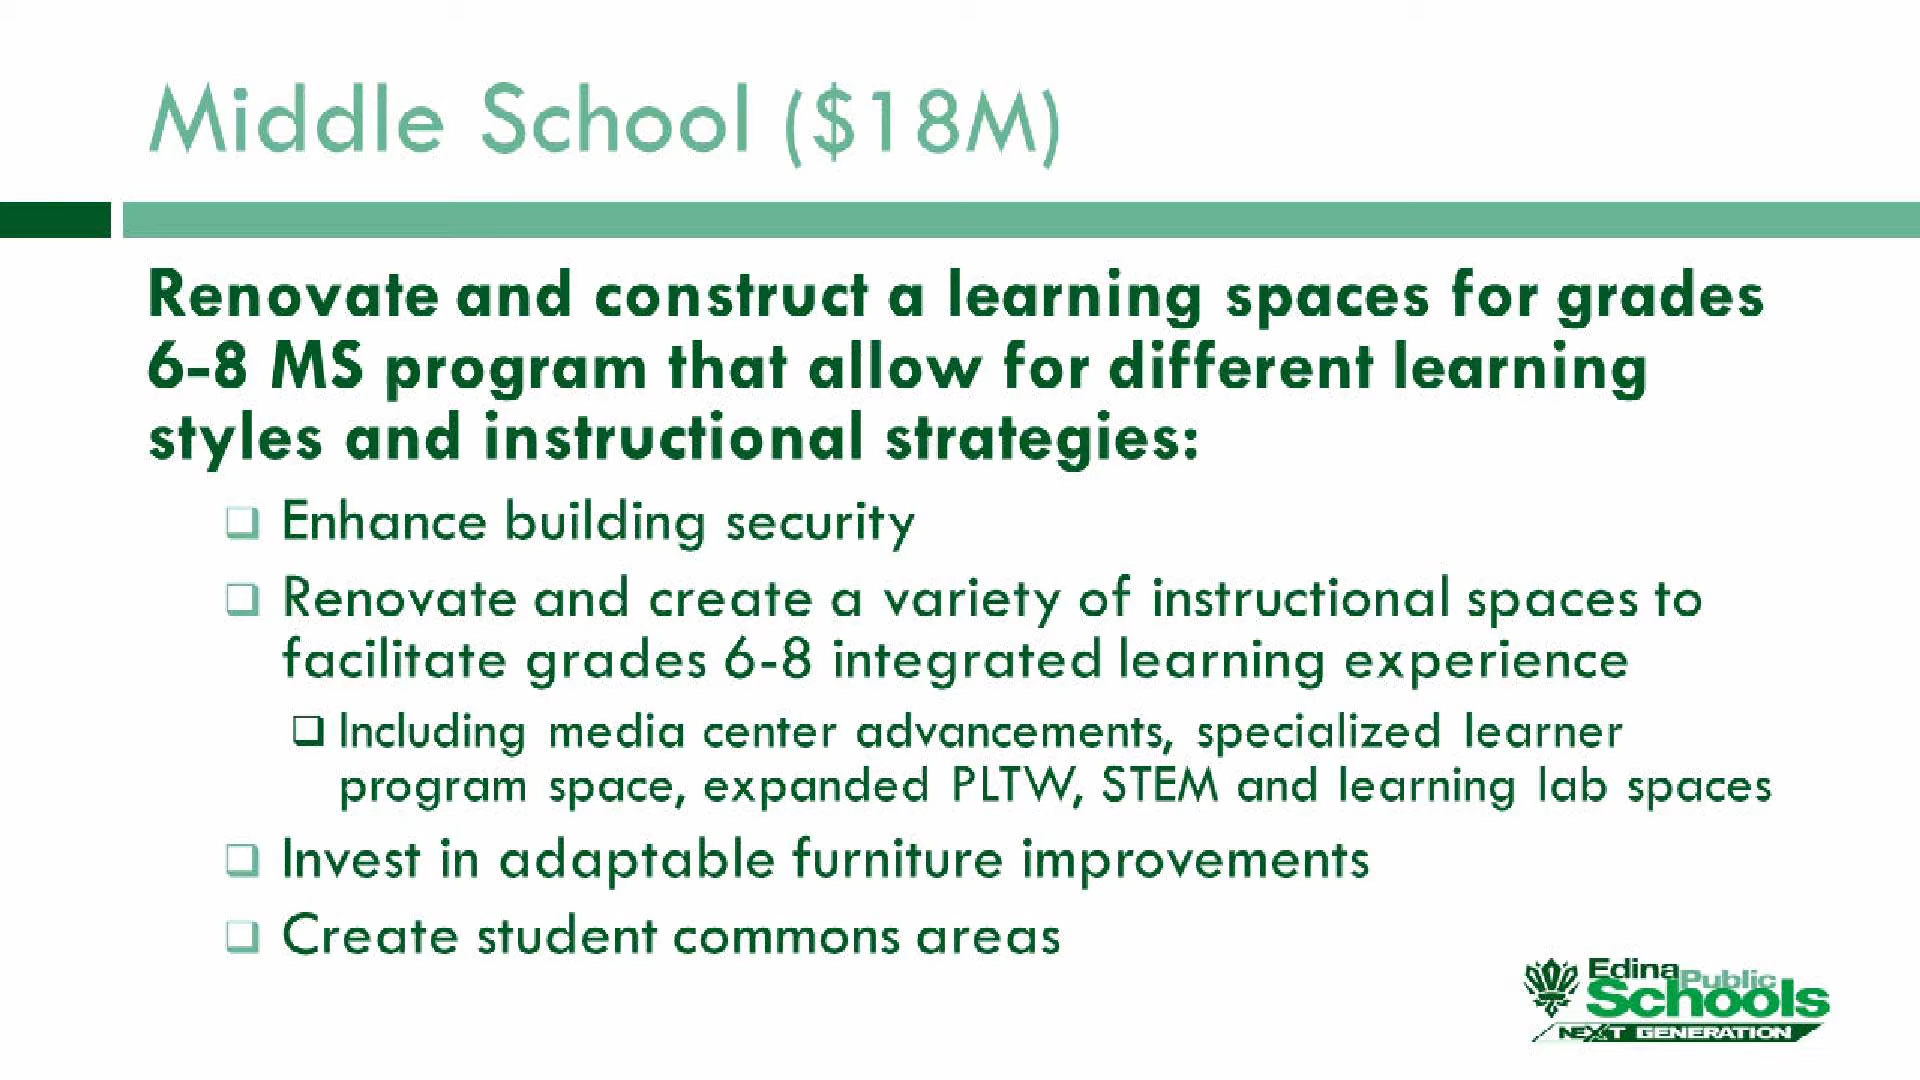 Middle School ($18M)
Renovate and construct a learning spaces for grades
6-8 MS program that allow for different learning
styles and instructional strategies:
Enhance building security
Renovate and create a variety of instructional spaces to
facilitate grades 6-8 integrated learning experience
Including media center advancements, specialized learner
program space, expanded PLTW, STEM and learning lab spaces
Invest in adaptable furniture improvements
Create student commons areas
Edina Public
Schools
NEXT GENERATION